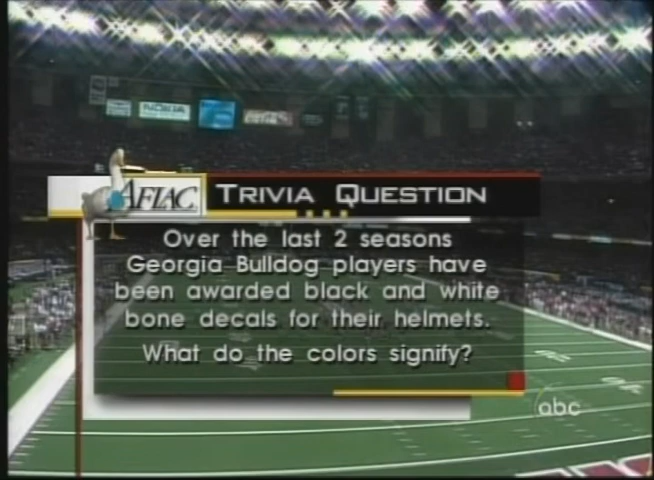 NOKIA
AFLAC
TRIVIA QUESTION
Over the last 2 seasons
Georgia Bulldog players have
been awarded black and white
bone decals for their helmets.
What do the colors signify?
abc